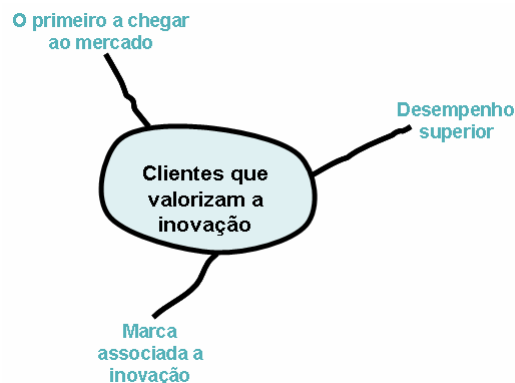 O primeiro a chegar
ao mercado
Desempenho
superior
Clientes que
valorizam a
inovação
Marca
associada a
inovação